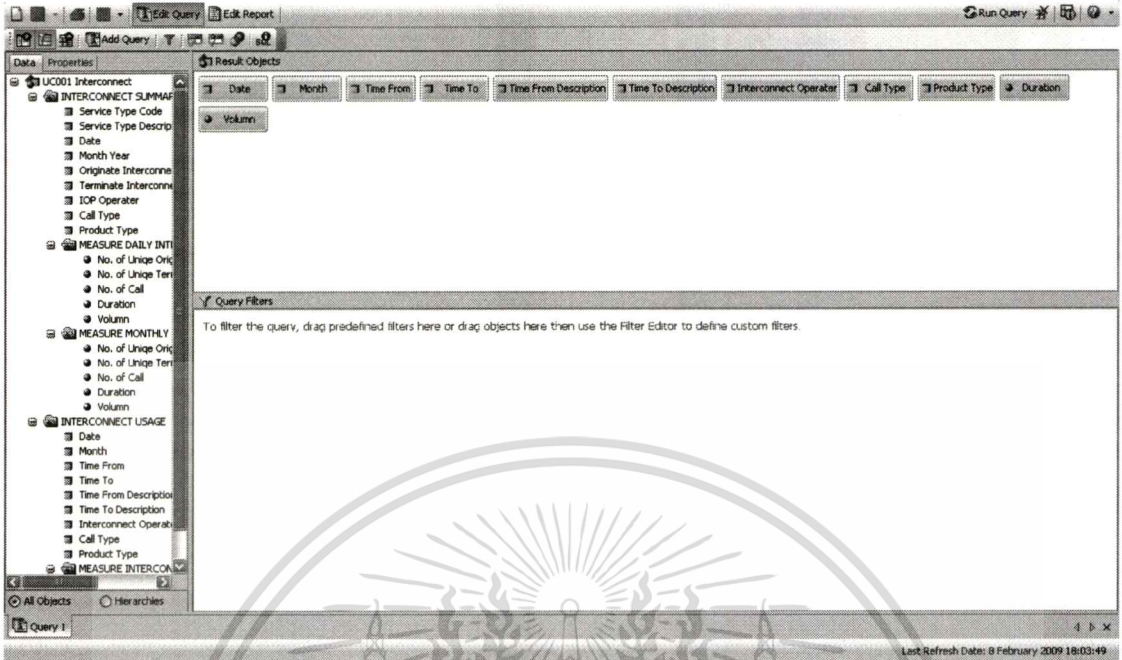 Edit Query Edit Report Run Query
Add Query SQL
Data Properties Result Objects
UC001 Interconnect
INTERCONNECT SUMMAR
Service Type Code
Service Type Descrip
Date
Month Year
Originate Interconne
Terminate Interconne
IOP Operater
Call Type
Product Type
MEASURE DAILY INTE
No. of Uniqe Orig
No. of Uniqe Terr
No. of Call
Duration
Volumn
MEASURE MONTHLY
No. of Uniqe Orig
No. of Uniqe Terr
No. of Call
Duration
Volumn
INTERCONNECT USAGE
Date
Month
Time From
Time To
Time From Description
Time To Description
Interconnect Operate
Call Type
Product Type
MEASURE INTERCON
All Objects Hierarchies
Date Month Time From Time To Time From Description Time To Description Interconnect Operater Call Type Product Type Duration
Volumn
Query Filters
To filter the query, drag predefined filters here or drag objects here then use the Filter Editor to define custom filters.
Query 1
Last Refresh Date: 8 February 2009 18:03:49